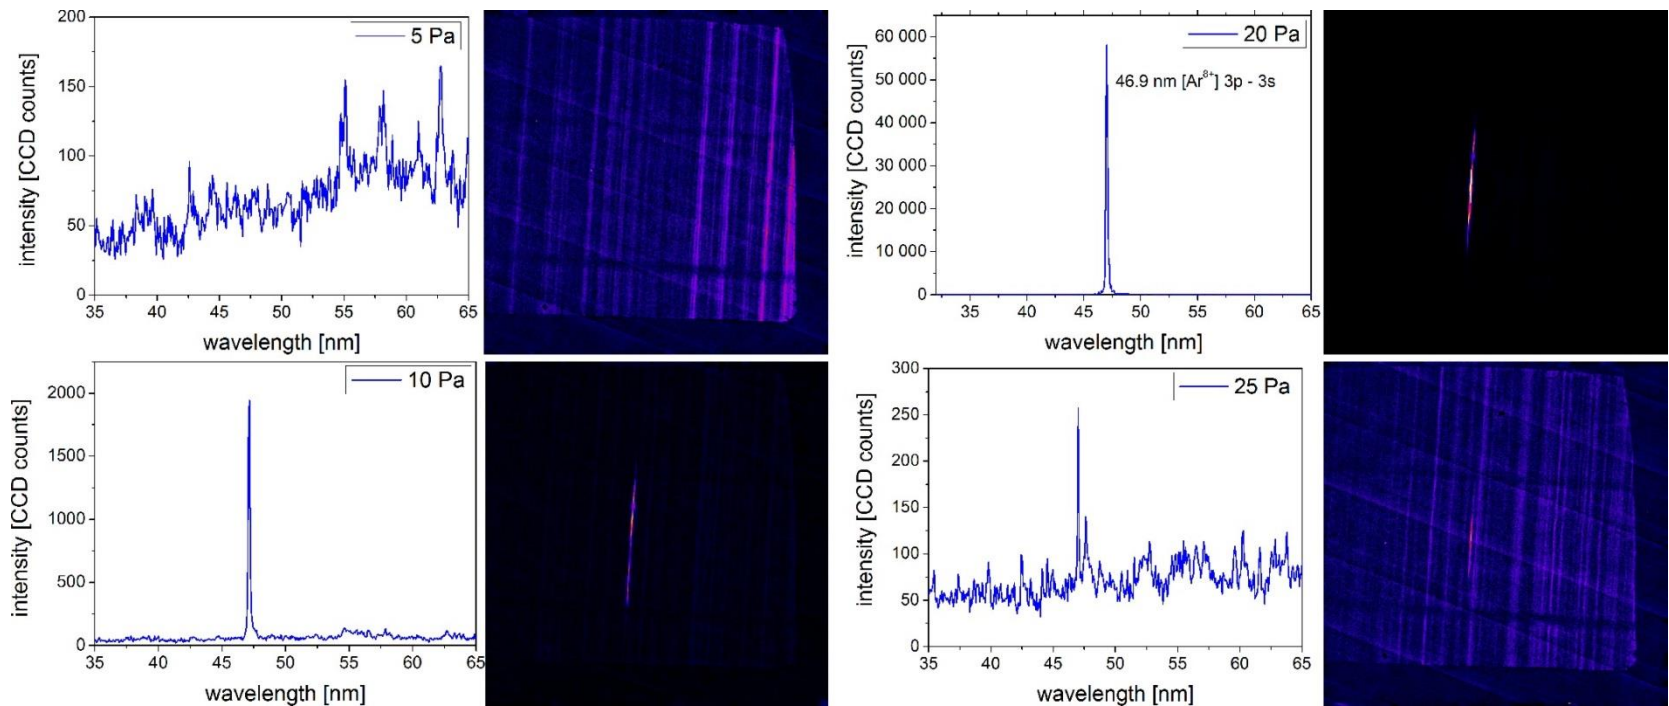 5 Pa
intensity [CCD counts]
200
150
100
50
0
35 40 45 50 55 60 65
wavelength [nm]
20 Pa
46.9 nm [Ar⁸⁺] 3p - 3s
intensity [CCD counts]
60 000
50 000
40 000
30 000
20 000
10 000
0
35 40 45 50 55 60 65
wavelength [nm]
10 Pa
intensity [CCD counts]
2000
1500
1000
500
0
35 40 45 50 55 60 65
wavelength [nm]
25 Pa
intensity [CCD counts]
300
250
200
150
100
50
0
35 40 45 50 55 60 65
wavelength [nm]